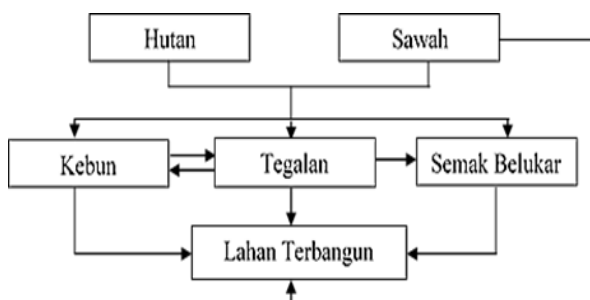 Hutan
Sawah
Kebun
Tegalan
Semak Belukar
Lahan Terbangun